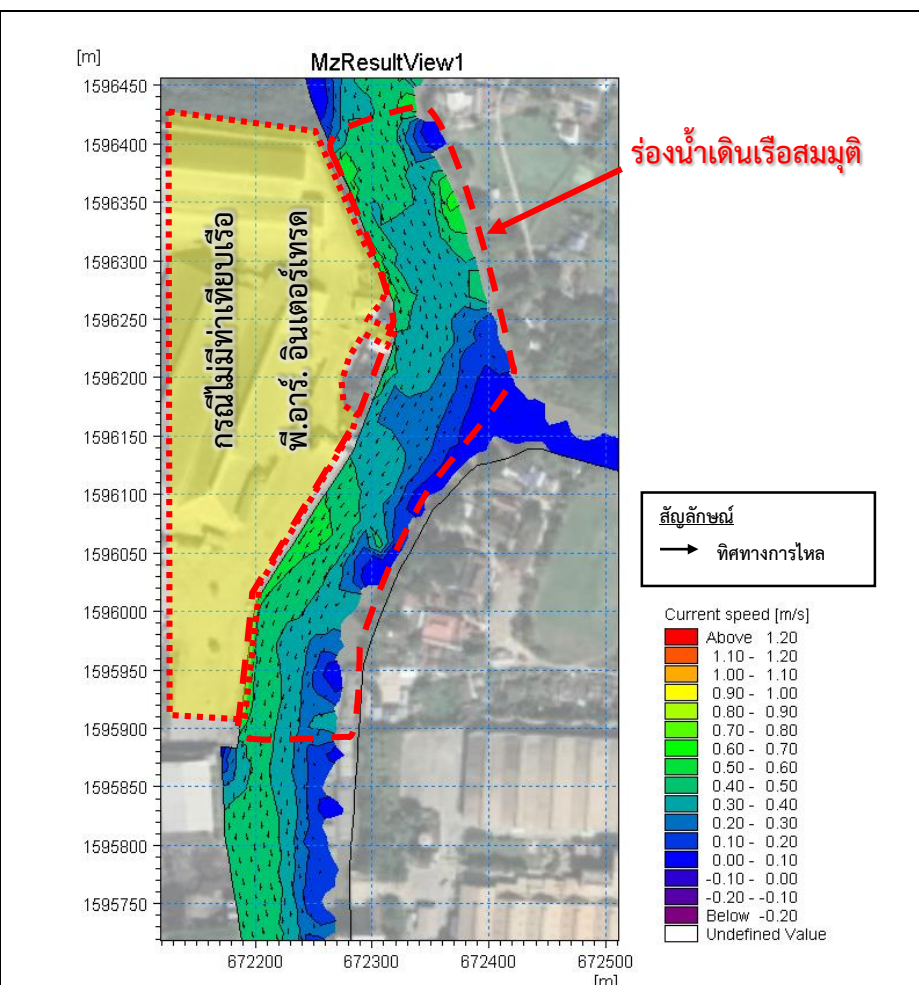 [m]
MzResultView1
1596450
1596400
1596350
1596300
1596250
1596200
1596150
1596100
1596050
1596000
1595950
1595900
1595850
1595800
1595750
672200
672300
672400
672500
[m]
กรณีไม่มีท่าเทียบเรือ
พี.อาร์. อินเตอร์เทรด
ร่องน้ำเดินเรือสมมุติ
สัญลักษณ์
ทิศทางการไหล
Current speed [m/s]
Above 1.20
1.10 - 1.20
1.00 - 1.10
0.90 - 1.00
0.80 - 0.90
0.70 - 0.80
0.60 - 0.70
0.50 - 0.60
0.40 - 0.50
0.30 - 0.40
0.20 - 0.30
0.10 - 0.20
0.00 - 0.10
-0.10 - 0.00
-0.20 - -0.10
Below -0.20
Undefined Value